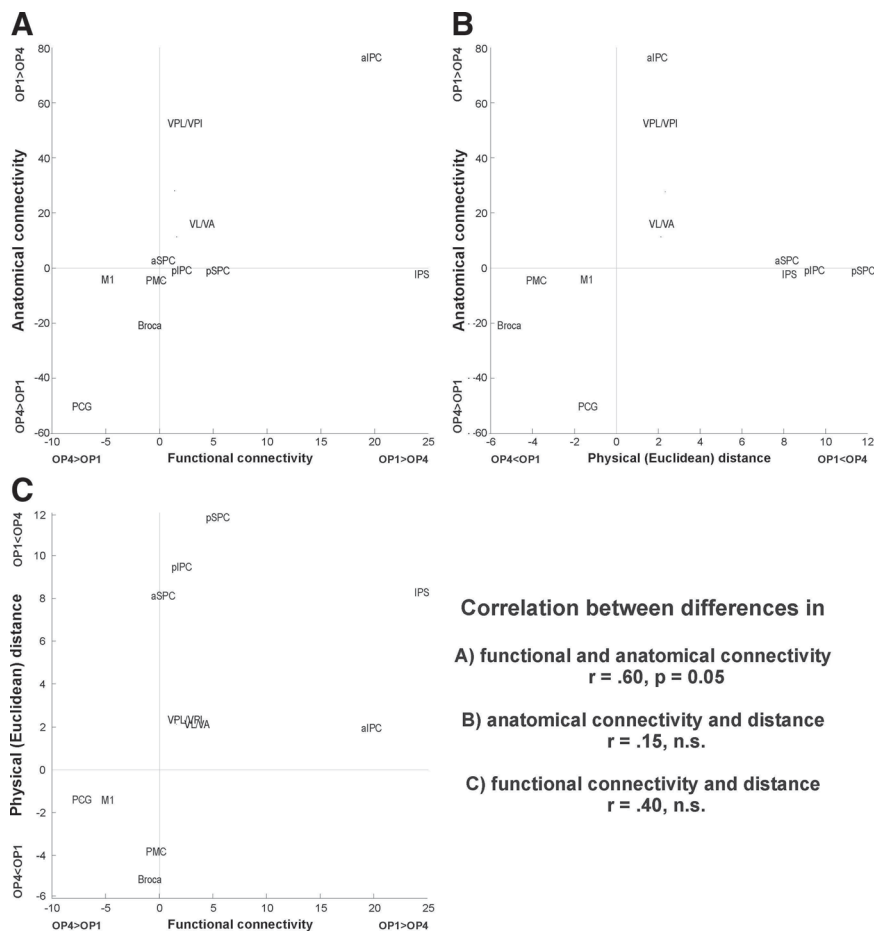 A
OP1>OP4
Anatomical connectivity
OP4>OP1
80
60
40
20
0
-20
-40
-60
aIPC
VPL/VPI
VL/VA
aSPC
pIPC
pSPC
IPS
M1
PMC
Broca
PCG
-10
-5
0
5
10
15
20
25
OP4>OP1
Functional connectivity
OP1>OP4
B
OP1>OP4
Anatomical connectivity
OP4>OP1
80
60
40
20
0
-20
-40
-60
aIPC
VPL/VPI
VL/VA
aSPC
IPS
pIPC
pSPC
PMC
M1
Broca
PCG
-6
-4
-2
0
2
4
6
8
10
12
OP4<OP1
Physical (Euclidean) distance
OP1<OP4
C
OP1<OP4
Physical (Euclidean) distance
OP4<OP1
12
10
8
6
4
2
0
-2
-4
-6
pSPC
pIPC
aSPC
IPS
VPL/VPI
VL/VA
aIPC
PCG
M1
PMC
Broca
-10
-5
0
5
10
15
20
25
OP4>OP1
Functional connectivity
OP1>OP4
Correlation between differences in
A) functional and anatomical connectivity
r = .60, p = 0.05
B) anatomical connectivity and distance
r = .15, n.s.
C) functional connectivity and distance
r = .40, n.s.